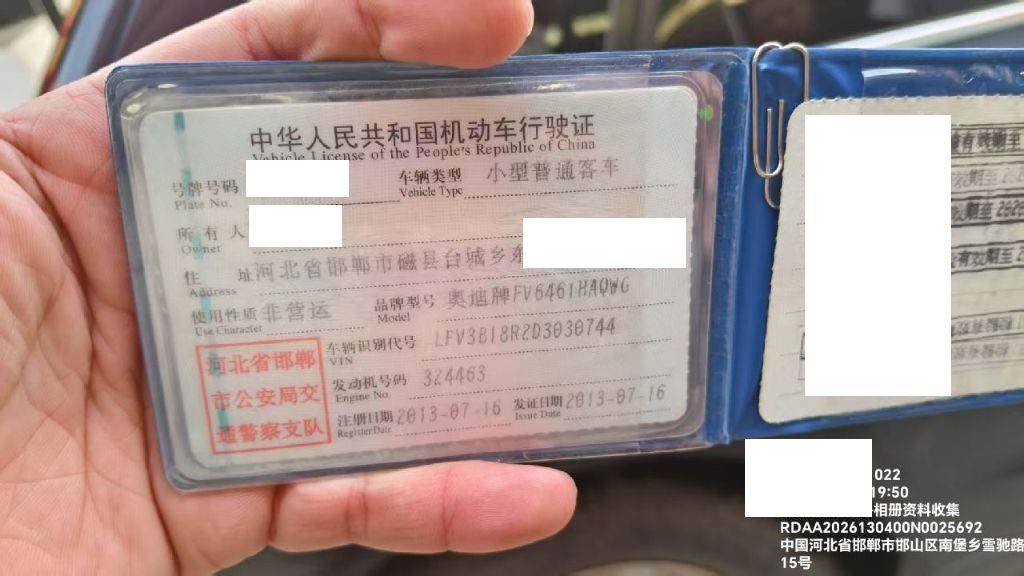 中华人民共和国机动车行驶证
Vehicle License of the People's Republic of China
号牌号码
Plate No.
车辆类型 小型普通客车
Vehicle Type
所有人
Owner
住 址 河北省邯郸市磁县台城乡东
Address
使用性质 非营运
Use Character
品牌型号 奥迪牌FV6461HAQWG
Model
车辆识别代号 LFV3B18R2D3030744
VIN
发动机号码 324463
Engine No.
注册日期 2013-07-16
Register Date
发证日期 2013-07-16
Issue Date
河北省邯郸
市公安局交
通警察支队
022
19:50
相册资料收集
RDAA2026130400N0025692
中国河北省邯郸市邯山区南堡乡雪驰路
15号